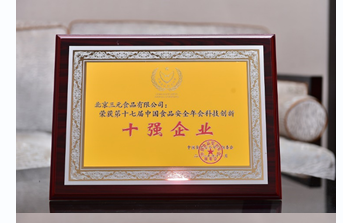 北京三元食品有限公司：
荣获第十七届中国食品安全年会科技创新
十强企业